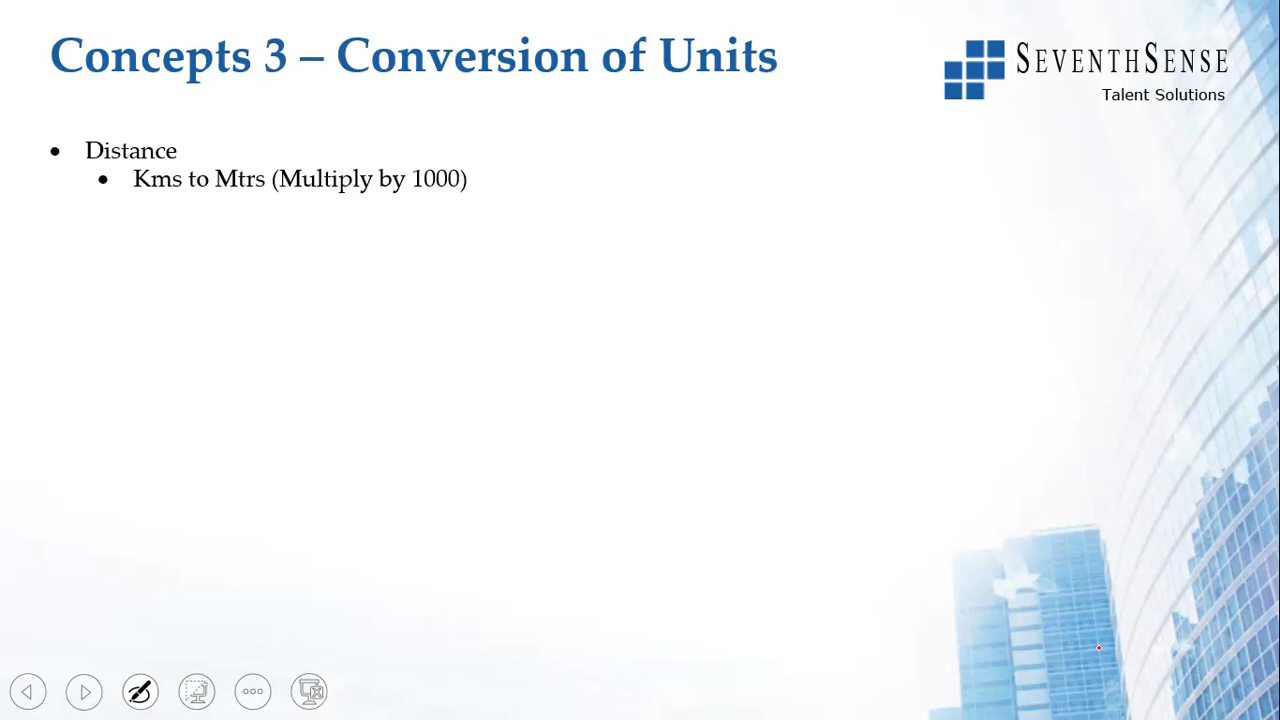 Concepts 3 – Conversion of Units
SEVENTHSENSE
Talent Solutions
• Distance
• Kms to Mtrs (Multiply by 1000)